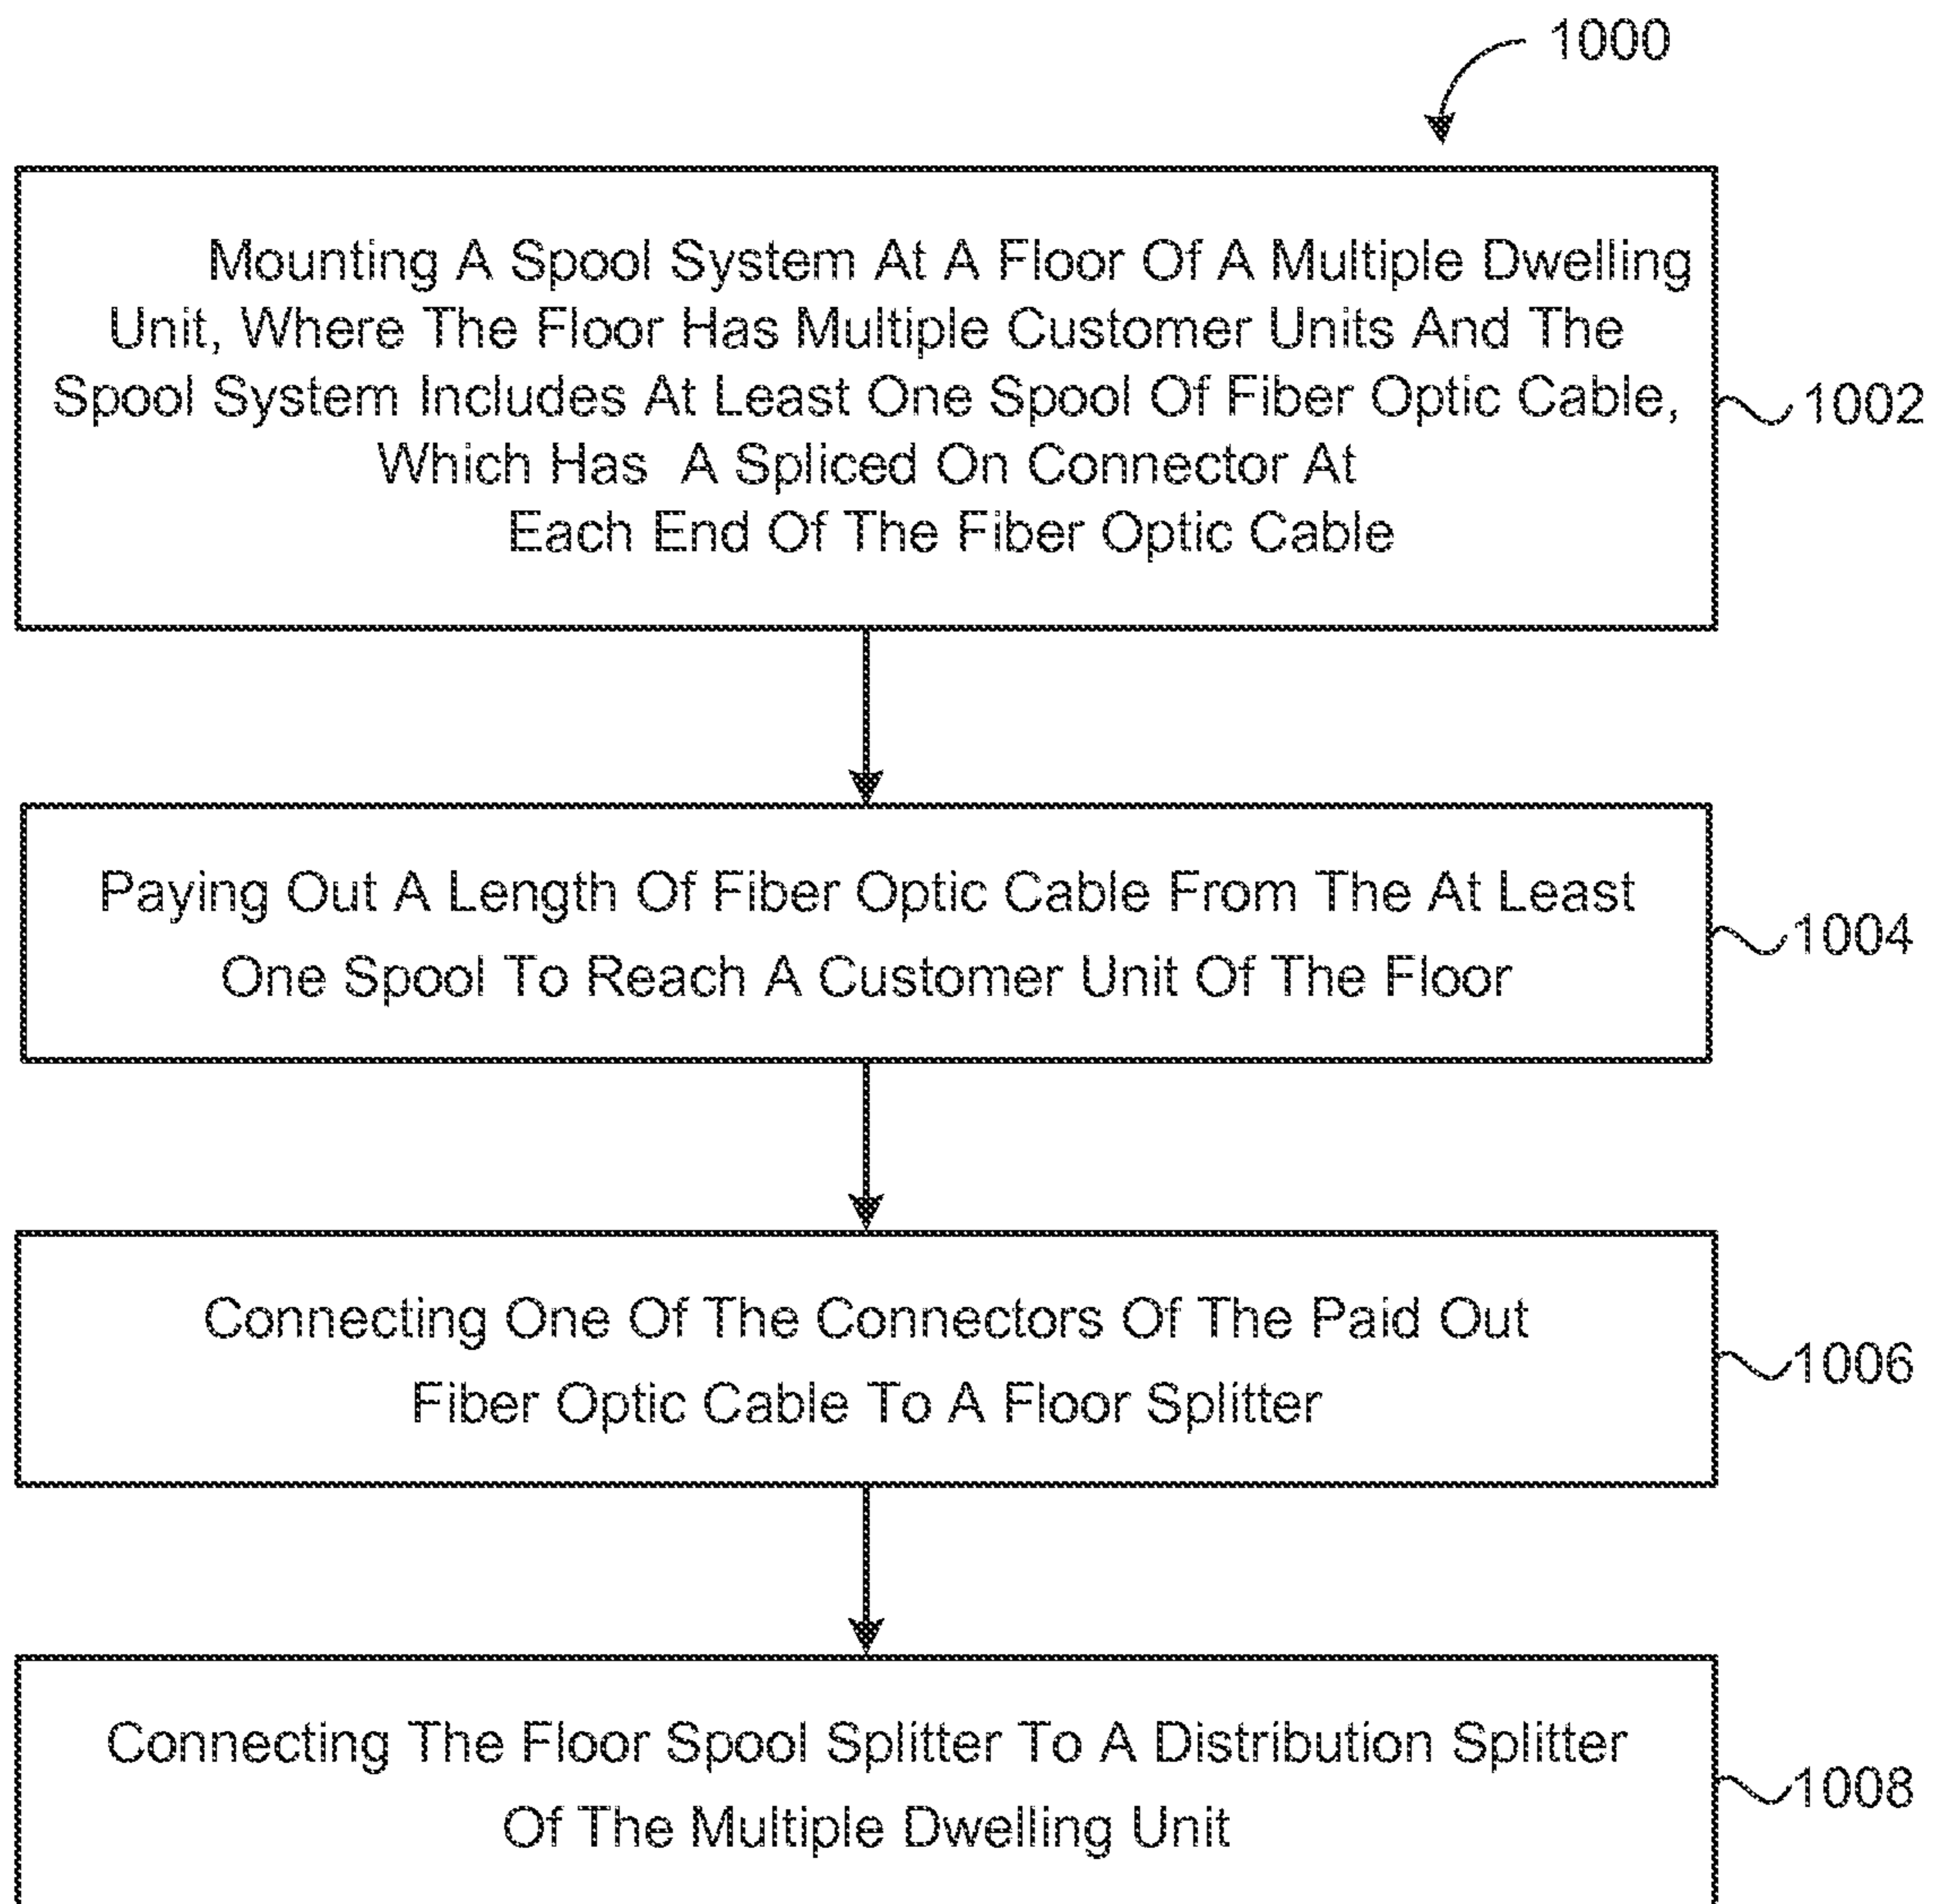 1000
Mounting A Spool System At A Floor Of A Multiple Dwelling
Unit, Where The Floor Has Multiple Customer Units And The
Spool System Includes At Least One Spool Of Fiber Optic Cable,
Which Has A Spliced On Connector At
Each End Of The Fiber Optic Cable
1002
Paying Out A Length Of Fiber Optic Cable From The At Least
One Spool To Reach A Customer Unit Of The Floor
1004
Connecting One Of The Connectors Of The Paid Out
Fiber Optic Cable To A Floor Splitter
1006
Connecting The Floor Spool Splitter To A Distribution Splitter
Of The Multiple Dwelling Unit
1008